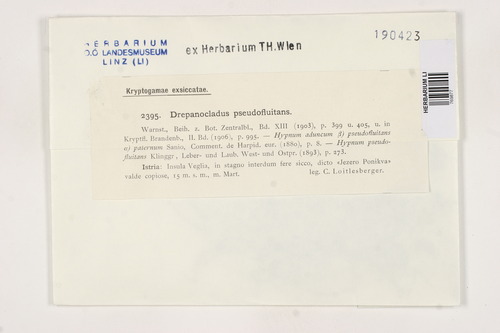 HERBARIUM
O.Ö LANDESMUSEUM
LINZ (LI)
ex Herbarium TH.Wien
190423
HERBARIUM LI
Kryptogamae exsiccatae.
2395. Drepanocladus pseudofluitans.
Warnst., Beih. z. Bot. Zentralbl., Bd. XIII (1903), p. 399 u. 405, u. in
Kryptfl. Brandenb., II. Bd. (1906), p. 995. — Hypnum aduncum β) pseudofluitans
α) paternum Sanio, Comment. de Harpid. eur. (1880), p. 8. — Hypnum pseudo-
fluitans Klinggr., Leber- und Laub. West- und Ostpr. (1893), p. 273.
Istria: Insula Veglia, in stagno interdum fere sicco, dicto »Jezero Ponikva«
valde copiose, 15 m. s. m., m. Mart.
leg. C. Loitlesberger.